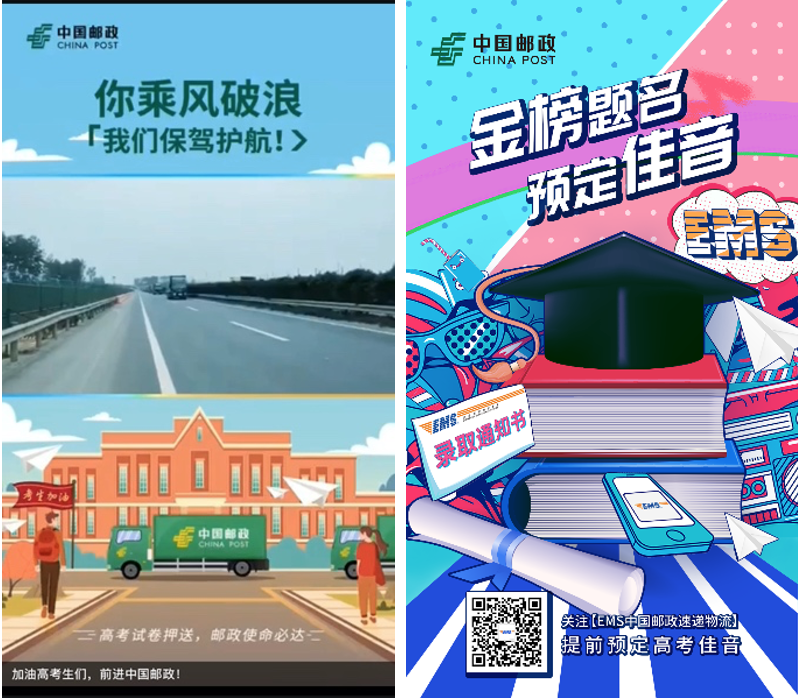 中国邮政
CHINA POST
你乘风破浪
「我们保驾护航！>
考生加油
中国邮政
CHINA POST
高考试卷押送，邮政使命必达
加油高考生们，前进中国邮政！
中国邮政
CHINA POST
金榜题名
预定佳音
EMS
EMS
录取通知书
EMS
关注【EMS中国邮政速递物流】
提前预定高考佳音